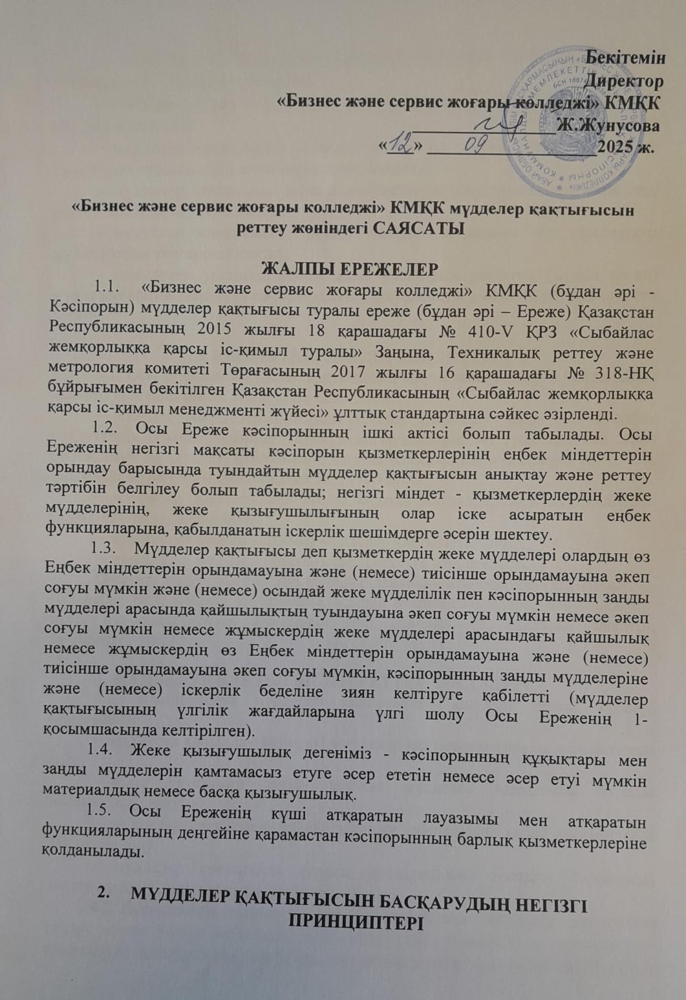 Бекітемін
Директор
«Бизнес және сервис жоғары колледжі» КМҚК
Ж.Жунусова
«12» 09 2025 ж.
«Бизнес және сервис жоғары колледжі» КМҚК мүдделер қақтығысын
реттеу жөніндегі САЯСАТЫ
ЖАЛПЫ ЕРЕЖЕЛЕР
1.1. «Бизнес және сервис жоғары колледжі» КМҚК (бұдан әрі -
Кәсіпорын) мүдделер қақтығысы туралы ереже (бұдан әрі – Ереже) Қазақстан
Республикасының 2015 жылғы 18 қарашадағы № 410-V ҚРЗ «Сыбайлас
жемқорлыққа қарсы іс-қимыл туралы» Заңына, Техникалық реттеу және
метрология комитеті Төрағасының 2017 жылғы 16 қарашадағы № 318-НҚ
бұйрығымен бекітілген Қазақстан Республикасының «Сыбайлас жемқорлыққа
қарсы іс-қимыл менеджменті жүйесі» ұлттық стандартына сәйкес әзірленді.
1.2. Осы Ереже кәсіпорынның ішкі актісі болып табылады. Осы
Ереженің негізгі мақсаты кәсіпорын қызметкерлерінің еңбек міндеттерін
орындау барысында туындайтын мүдделер қақтығысын анықтау және реттеу
тәртібін белгілеу болып табылады; негізгі міндет - қызметкерлердің жеке
мүдделерінің, жеке қызығушылығының олар іске асыратын еңбек
функцияларына, қабылданатын іскерлік шешімдерге әсерін шектеу.
1.3. Мүдделер қақтығысы деп қызметкердің жеке мүдделері олардың өз
Еңбек міндеттерін орындамауына және (немесе) тиісінше орындамауына әкеп
соғуы мүмкін және (немесе) осындай жеке мүдделілік пен кәсіпорынның заңды
мүдделері арасында қайшылықтың туындауына әкеп соғуы мүмкін немесе әкеп
соғуы мүмкін немесе жұмыскердің жеке мүдделері арасындағы қайшылық
немесе жұмыскердің өз Еңбек міндеттерін орындамауына және (немесе)
тиісінше орындамауына әкеп соғуы мүмкін, кәсіпорынның заңды мүдделеріне
және (немесе) іскерлік беделіне зиян келтіруге қабілетті (мүдделер
қақтығысының үлгілік жағдайларына үлгі шолу Осы Ереженің 1-
қосымшасында келтірілген).
1.4. Жеке қызығушылық дегеніміз - кәсіпорынның құқықтары мен
заңды мүдделерін қамтамасыз етуге әсер ететін немесе әсер етуі мүмкін
материалдық немесе басқа қызығушылық.
1.5. Осы Ереженің күші атқаратын лауазымы мен атқаратын
функцияларының деңгейіне қарамастан кәсіпорынның барлық қызметкерлеріне
қолданылады.
2. МҮДДЕЛЕР ҚАҚТЫҒЫСЫН БАСҚАРУДЫҢ НЕГІЗГІ
ПРИНЦИПТЕРІ